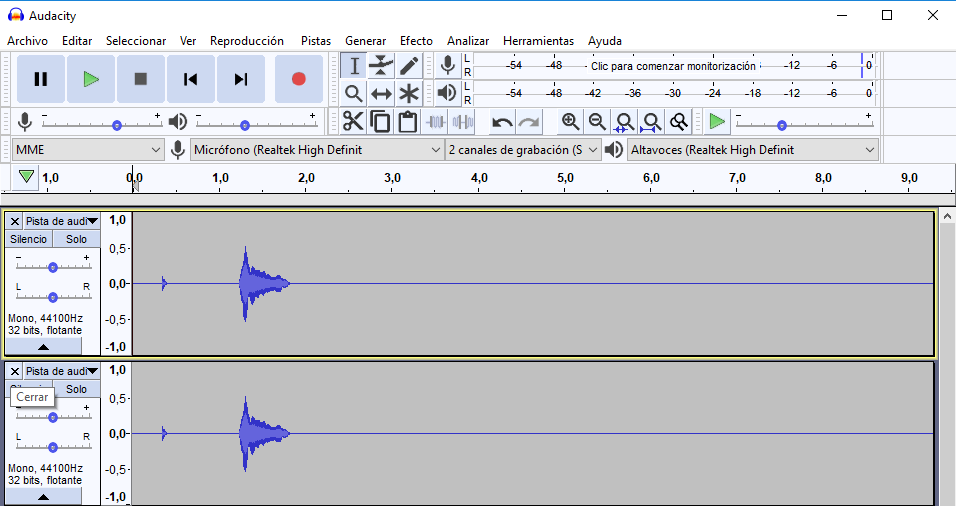 Audacity
Archivo Editar Seleccionar Ver Reproducción Pistas Generar Efecto Analizar Herramientas Ayuda
L
R
-54 -48 - Clic para comenzar monitorización -12 -6 0
L
R
-54 -48 -42 -36 -30 -24 -18 -12 -6 0
- + - + - +
MME Micrófono (Realtek High Definit 2 canales de grabación (S Altavoces (Realtek High Definit
1,0 0,0 1,0 2,0 3,0 4,0 5,0 6,0 7,0 8,0 9,0
Pista de audi
Silencio Solo
- +
L R
Mono, 44100Hz
32 bits, flotante
1,0
0,5-
0,0-
-0,5-
-1,0
Pista de audi
Solo
Cerrar
+
L R
Mono, 44100Hz
32 bits, flotante
1,0
0,5-
0,0-
-0,5-
-1,0